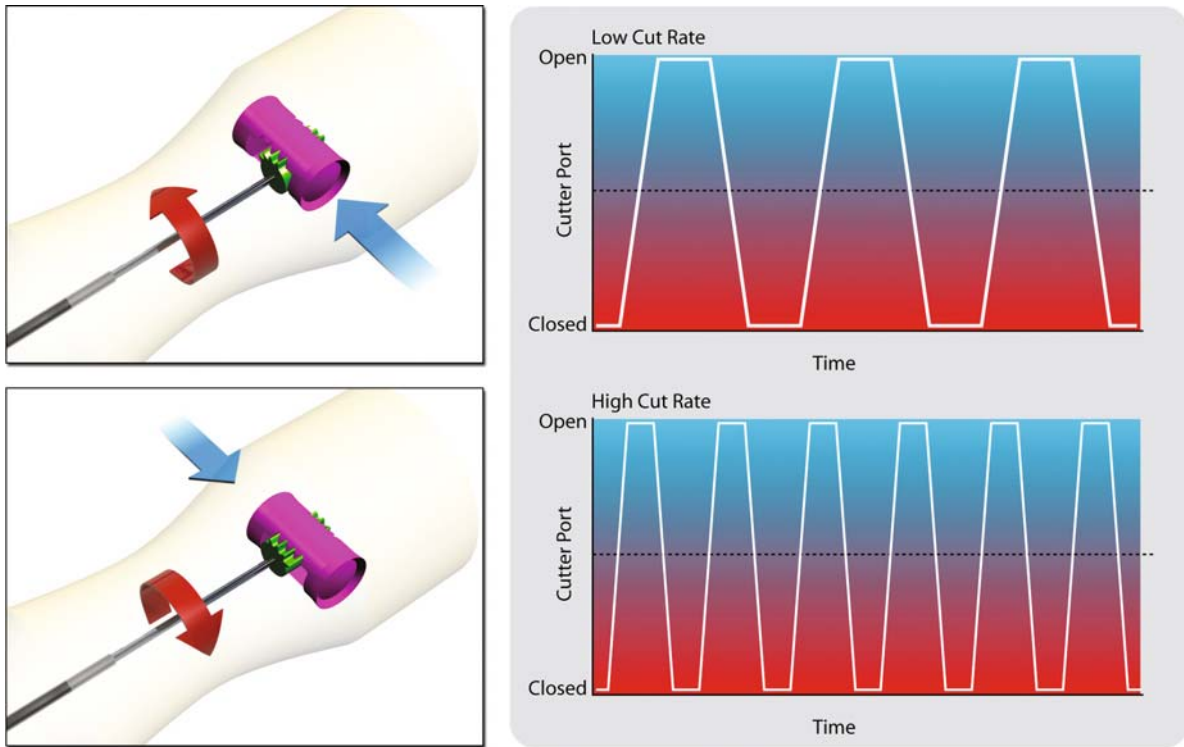 Low Cut Rate
Open
Cutter Port
Closed
Time
High Cut Rate
Open
Cutter Port
Closed
Time